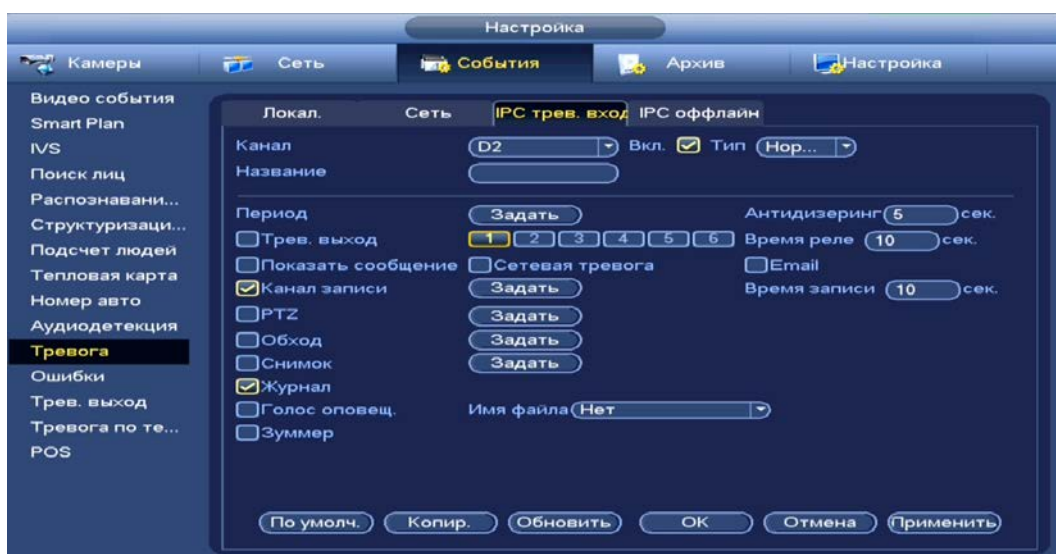 Настройка
Камеры Сеть События Архив Настройка
Видео события
Smart Plan
IVS
Поиск лиц
Распознавани...
Структуризаци...
Подсчет людей
Тепловая карта
Номер авто
Аудиодетекция
Тревога
Ошибки
Трев. выход
Тревога по те...
POS
Локал. Сеть IPC трев. вход IPC оффлайн
Канал D2 Вкл. Тип Нор...
Название
Период Задать Антидизеринг 5 сек.
Трев. выход 1 2 3 4 5 6 Время реле 10 сек.
Показать сообщение Сетевая тревога Email
Канал записи Задать Время записи 10 сек.
PTZ Задать
Обход Задать
Снимок Задать
Журнал
Голос оповещ. Имя файла Нет
Зуммер
По умолч. Копир. Обновить OK Отмена Применить